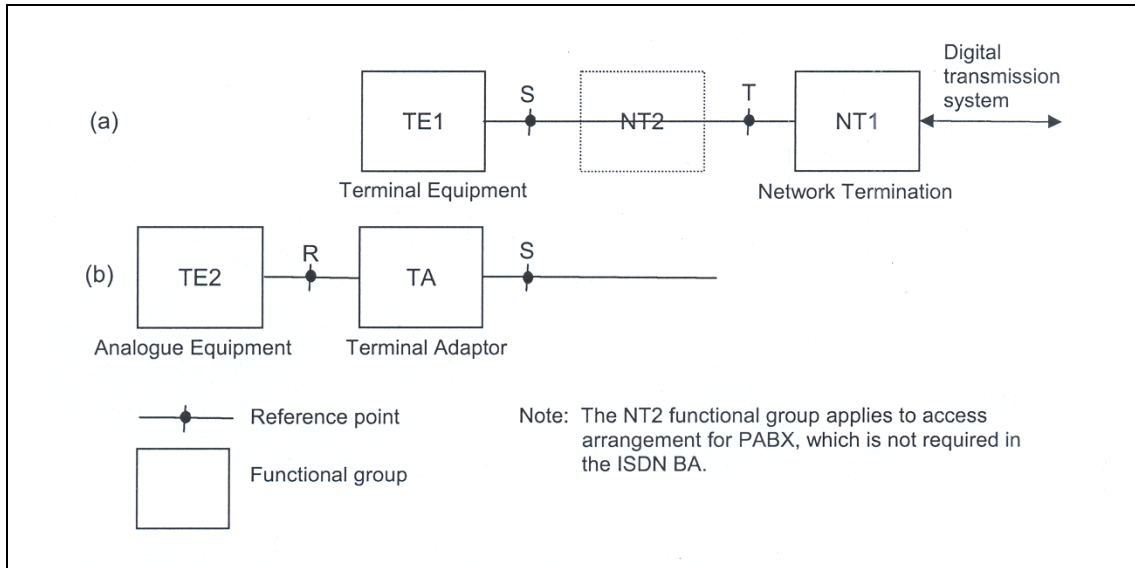 (a)
TE1
S
NT2
T
NT1
Digital
transmission
system
Terminal Equipment
Network Termination
(b)
TE2
R
TA
S
Analogue Equipment
Terminal Adaptor
Reference point
Functional group
Note: The NT2 functional group applies to access
arrangement for PABX, which is not required in
the ISDN BA.